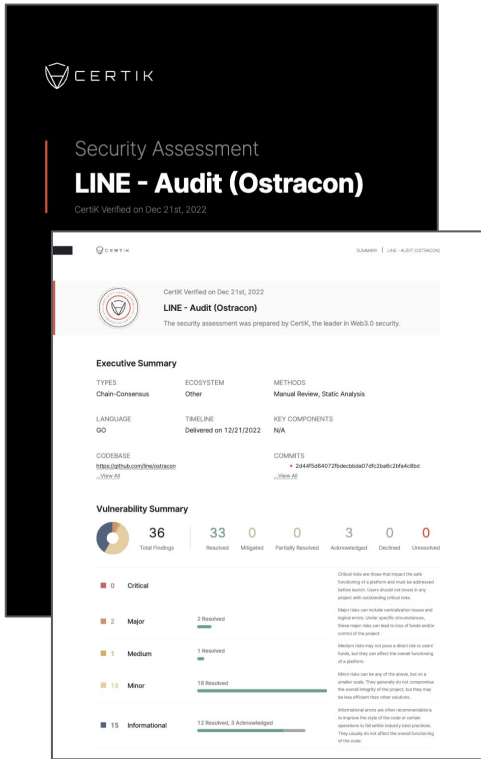 CERTIK
Security Assessment
LINE - Audit (Ostracon)
CertiK Verified on Dec 21st, 2022
CERTIK
SUMMARY | LINE - AUDIT (OSTRACON)
CertiK Verified on Dec 21st, 2022
LINE - Audit (Ostracon)
The security assessment was prepared by CertiK, the leader in Web3.0 security.
Executive Summary
TYPES ECOSYSTEM METHODS
Chain-Consensus Other Manual Review, Static Analysis
LANGUAGE TIMELINE KEY COMPONENTS
GO Delivered on 12/21/2022 N/A
CODEBASE COMMITS
https://github.com/line/ostracon
...View All
...View All
Vulnerability Summary
36 33 0 0 3 0 0
Total Findings Resolved Mitigated Partially Resolved Acknowledged Declined Unresolved
0 Critical
Critical risks are those that impact the safe
functioning of a platform and must be addressed
before launch. Users should not invest in any
project with outstanding critical risks.
2 Major 2 Resolved
Major risks can include centralization issues and
logical errors. Under specific circumstances,
these major risks can lead to loss of funds and/or
control of the project.
1 Medium 1 Resolved
Medium risks may not pose a direct risk to users'
funds, but they can affect the overall functioning
of a platform.
18 Minor 18 Resolved
Minor risks can be any of the above, but on a
smaller scale. They generally do not compromise
the overall integrity of the project, but they may
be less efficient than other solutions.
15 Informational 12 Resolved, 3 Acknowledged
Informational errors are often recommendations
to improve the style of the code or certain
operations to fall within industry best practices.
They usually do not affect the overall functioning
of the code.